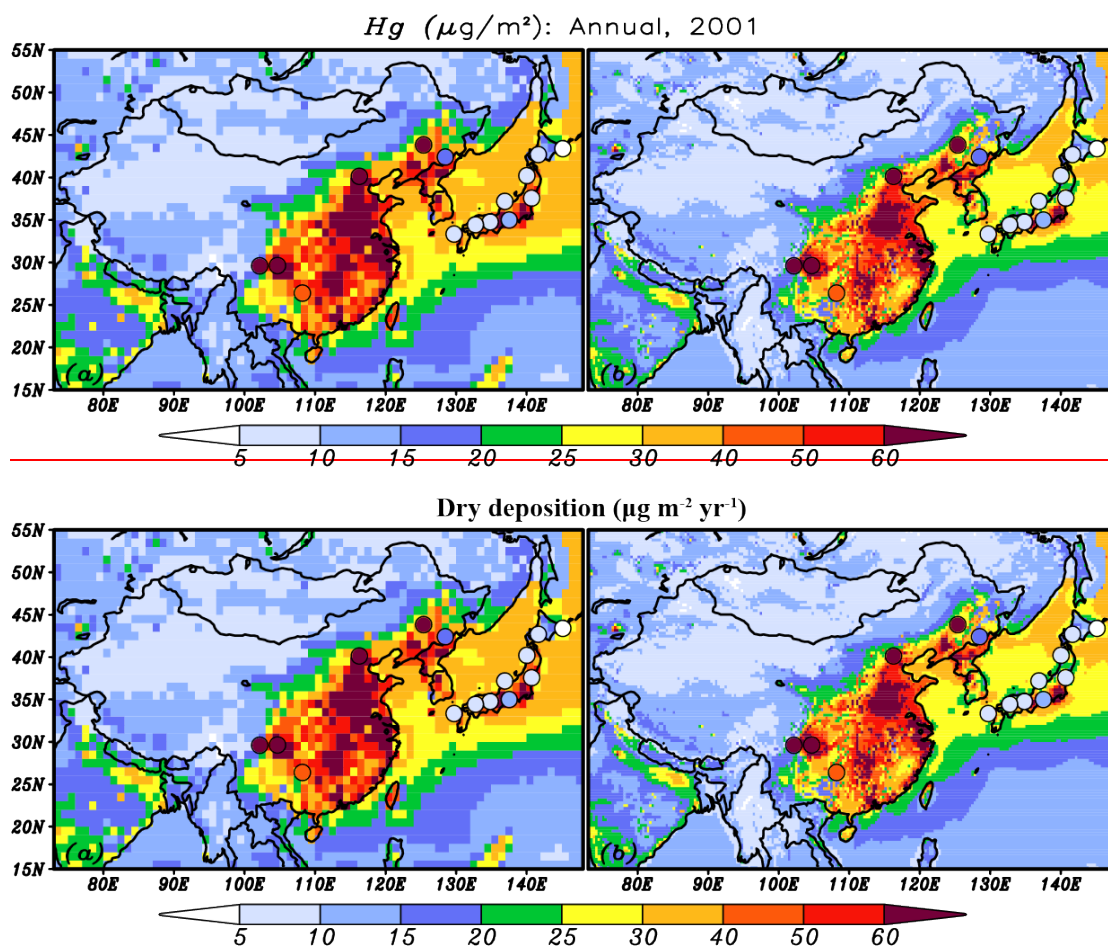 Hg (μg/m²): Annual, 2001
55N
50N
45N
40N
35N
30N
25N
20N
15N
(a) (b)
80E 90E 100E 110E 120E 130E 140E 80E 90E 100E 110E 120E 130E 140E
5 10 15 20 25 30 40 50 60
Dry deposition (μg m⁻² yr⁻¹)
55N
50N
45N
40N
35N
30N
25N
20N
15N
(a) (b)
80E 90E 100E 110E 120E 130E 140E 80E 90E 100E 110E 120E 130E 140E
5 10 15 20 25 30 40 50 60